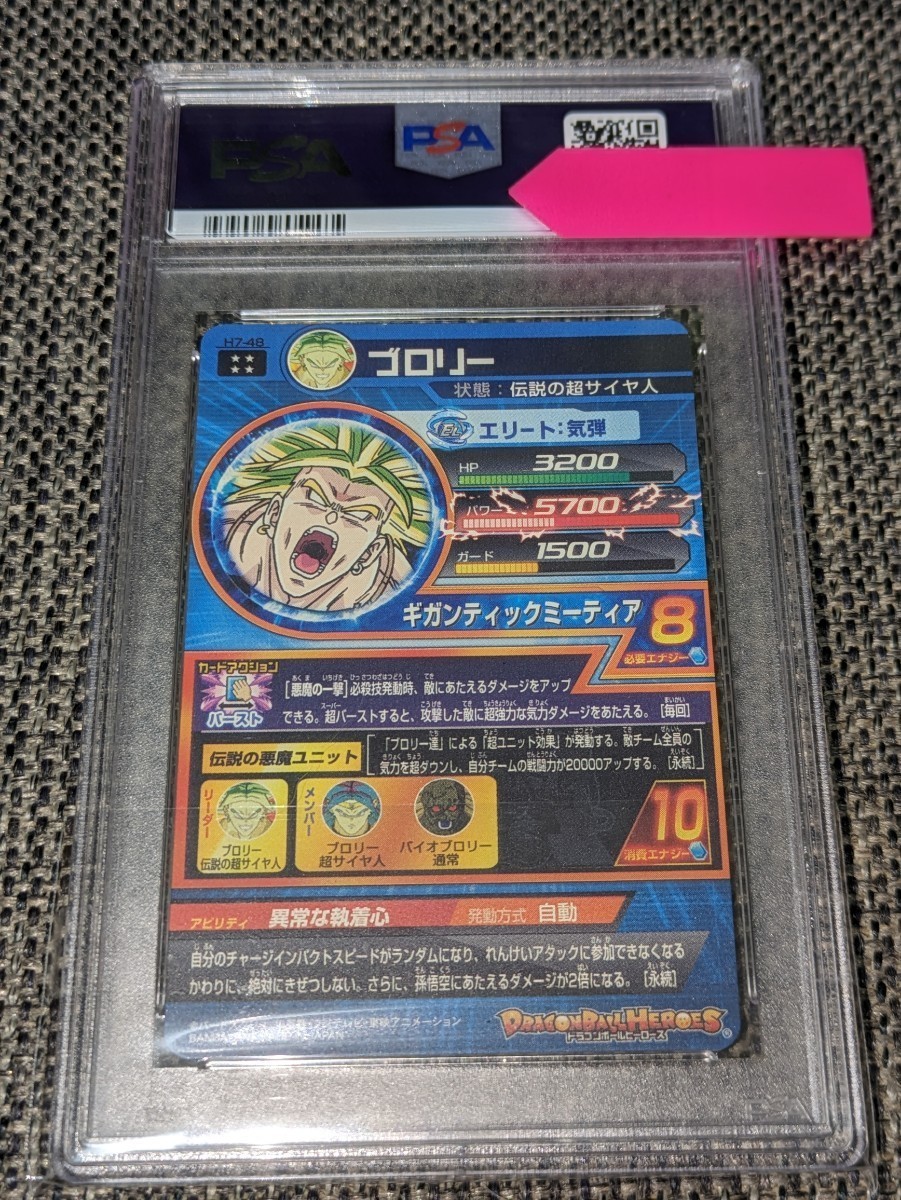 PSA
PSA
H7-48
★★
★★
ブロリー
状態：伝説の超サイヤ人
EL エリート：気弾
HP 3200
パワー 5700
ガード 1500
ギガンティックミーティア
8
必要エナジー
カードアクション
バースト
[悪魔の一撃]必殺技発動時、敵にあたえるダメージをアップ
できる。超バーストすると、攻撃した敵に超強力な気力ダメージをあたえる。[毎回]
伝説の悪魔ユニット
「ブロリー達」による「超ユニット効果」が発動する。敵チーム全員の
気力を超ダウンし、自分チームの戦闘力が20000アップする。[永続]
リーダー
ブロリー
伝説の超サイヤ人
メンバー
ブロリー
超サイヤ人
バイオブロリー
通常
10
消費エナジー
アビリティ 異常な執着心 発動方式 自動
自分のチャージインパクトスピードがランダムになり、れんけいアタックに参加できなくなる
かわりに、絶対にきぜつしない。さらに、孫悟空にあたえるダメージが2倍になる。[永続]
DRAGONBALL HEROES
ドラゴンボールヒーローズ